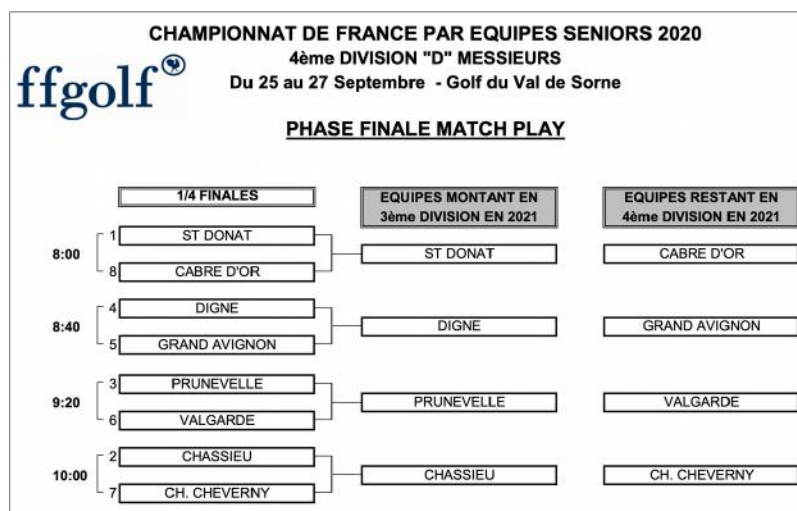 CHAMPIONNAT DE FRANCE PAR EQUIPES SENIORS 2020
4ème DIVISION "D" MESSIEURS
Du 25 au 27 Septembre - Golf du Val de Sorne
ffgolf
PHASE FINALE MATCH PLAY
1/4 FINALES
EQUIPES MONTANT EN
3ème DIVISION EN 2021
EQUIPES RESTANT EN
4ème DIVISION EN 2021
8:00
1 ST DONAT
8 CABRE D'OR
ST DONAT
CABRE D'OR
8:40
4 DIGNE
5 GRAND AVIGNON
DIGNE
GRAND AVIGNON
9:20
3 PRUNEVELLE
6 VALGARDE
PRUNEVELLE
VALGARDE
10:00
2 CHASSIEU
7 CH. CHEVERNY
CHASSIEU
CH. CHEVERNY